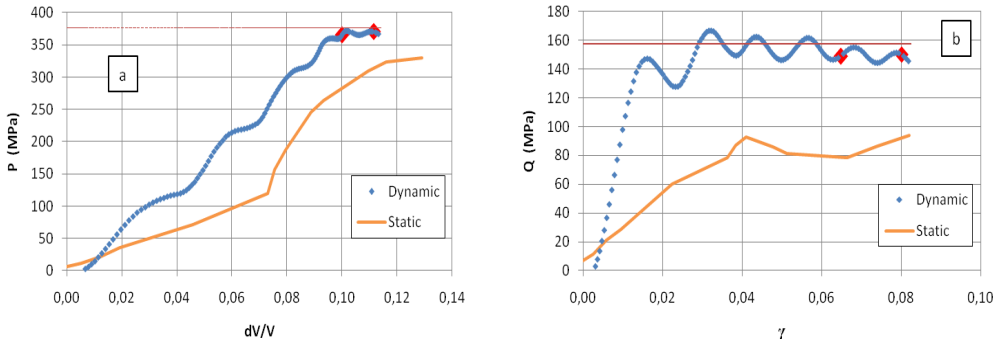 400
350
300
250
200
150
100
50
0
P (MPa)
a
Dynamic
Static
0,00 0,02 0,04 0,06 0,08 0,10 0,12 0,14
dV/V
180
160
140
120
100
80
60
40
20
0
Q (MPa)
b
Dynamic
Static
0,00 0,02 0,04 0,06 0,08 0,10
γ